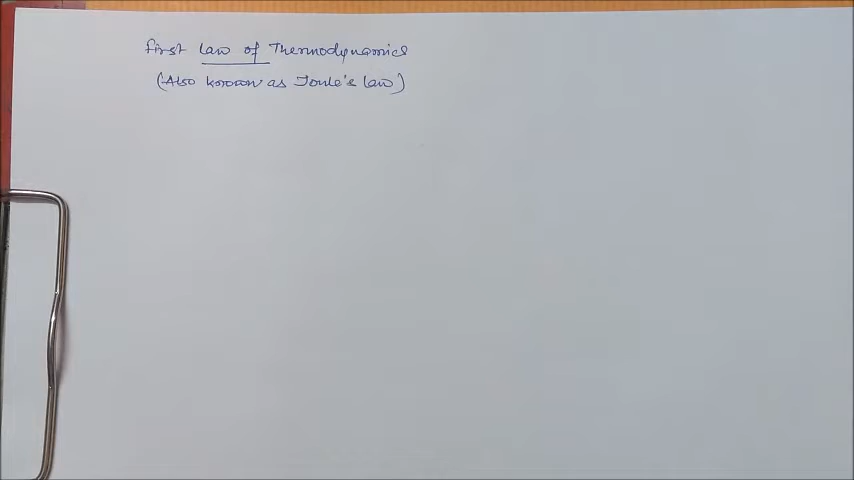 First Law of Thermodynamics
(Also known as Joule's law)